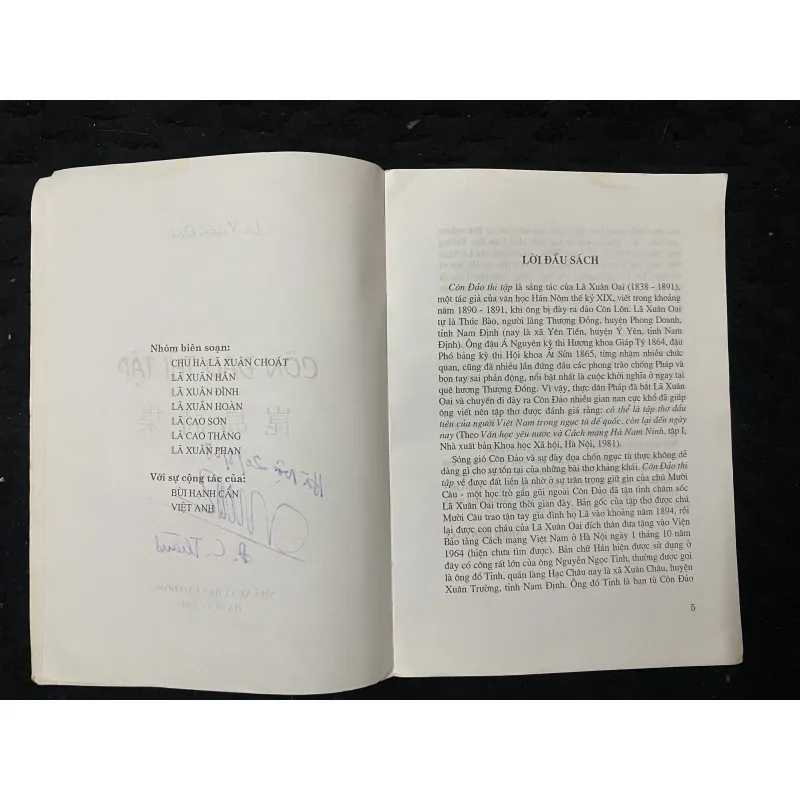 Nhóm biên soạn:
CHU HÀ LÃ XUÂN CHOÁT
LÃ XUÂN HÂN
LÃ XUÂN ĐÌNH
LÃ XUÂN HOÀN
LÃ CAO SƠN
LÃ CAO THẮNG
LÃ XUÂN PHAN
Với sự cộng tác của:
BÙI HẠNH CẨN
VIỆT ANH
LỜI ĐẦU SÁCH
Côn Đảo thi tập là sáng tác của Lã Xuân Oai (1838 - 1891),
một tác giả của văn học Hán Nôm thế kỷ XIX, viết trong khoảng
năm 1890 - 1891, khi ông bị đày ra đảo Côn Lôn. Lã Xuân Oai
tự là Thúc Bào, người làng Thượng Đồng, huyện Phong Doanh,
tỉnh Nam Định (nay là xã Yên Tiến, huyện Ý Yên, tỉnh Nam
Định). Ông đậu Á Nguyên kỳ thi Hương khoa Giáp Tý 1864, đậu
Phó bảng kỳ thi Hội khoa Ất Sửu 1865, từng nhậm nhiều chức
quan, cũng đã nhiều lần đứng đầu các phong trào chống Pháp và
bọn tay sai phản động, nổi bật nhất là cuộc khởi nghĩa ở ngay tại
quê hương Thượng Đồng. Vì vậy, thực dân Pháp đã bắt Lã Xuân
Oai và chuyển đi đày ra Côn Đảo nhiều gian nan cực khổ đã giúp
ông viết nên tập thơ được đánh giá rằng: có thể là tập thơ đầu
tiên của người Việt Nam trong ngục tù đế quốc, còn lại đến ngày
nay (Theo Văn học yêu nước và Cách mạng Hà Nam Ninh, tập I,
Nhà xuất bản Khoa học Xã hội, Hà Nội, 1981).
Sóng gió Côn Đảo và sự đày đọa chốn ngục tù thực không dễ
dàng gì cho sự tồn tại của những bài thơ khảng khái. Côn Đảo thi
tập về được đất liền là nhờ ở sự trân trọng giữ gìn của chú Mười
Câu - một học trò gần gũi ngoài Côn Đảo đã tận tình chăm sóc
Lã Xuân Oai trong thời gian đày. Bản gốc của tập thơ được chú
Mười Câu trao tận tay gia đình họ Lã vào khoảng năm 1894, rồi
lại được con cháu của Lã Xuân Oai đích thân đưa tặng vào Viện
Bảo tàng Cách mạng Việt Nam ở Hà Nội ngày 1 tháng 10 năm
1964 (hiện chưa tìm được). Bản chữ Hán hiện được sử dụng ở
đây có công rất lớn của ông Nguyễn Ngọc Tỉnh, thường được gọi
là ông đồ Tỉnh, quán làng Hạc Châu nay là xã Xuân Châu, huyện
Xuân Trường, tỉnh Nam Định. Ông đồ Tỉnh là bạn tù Côn Đảo
5